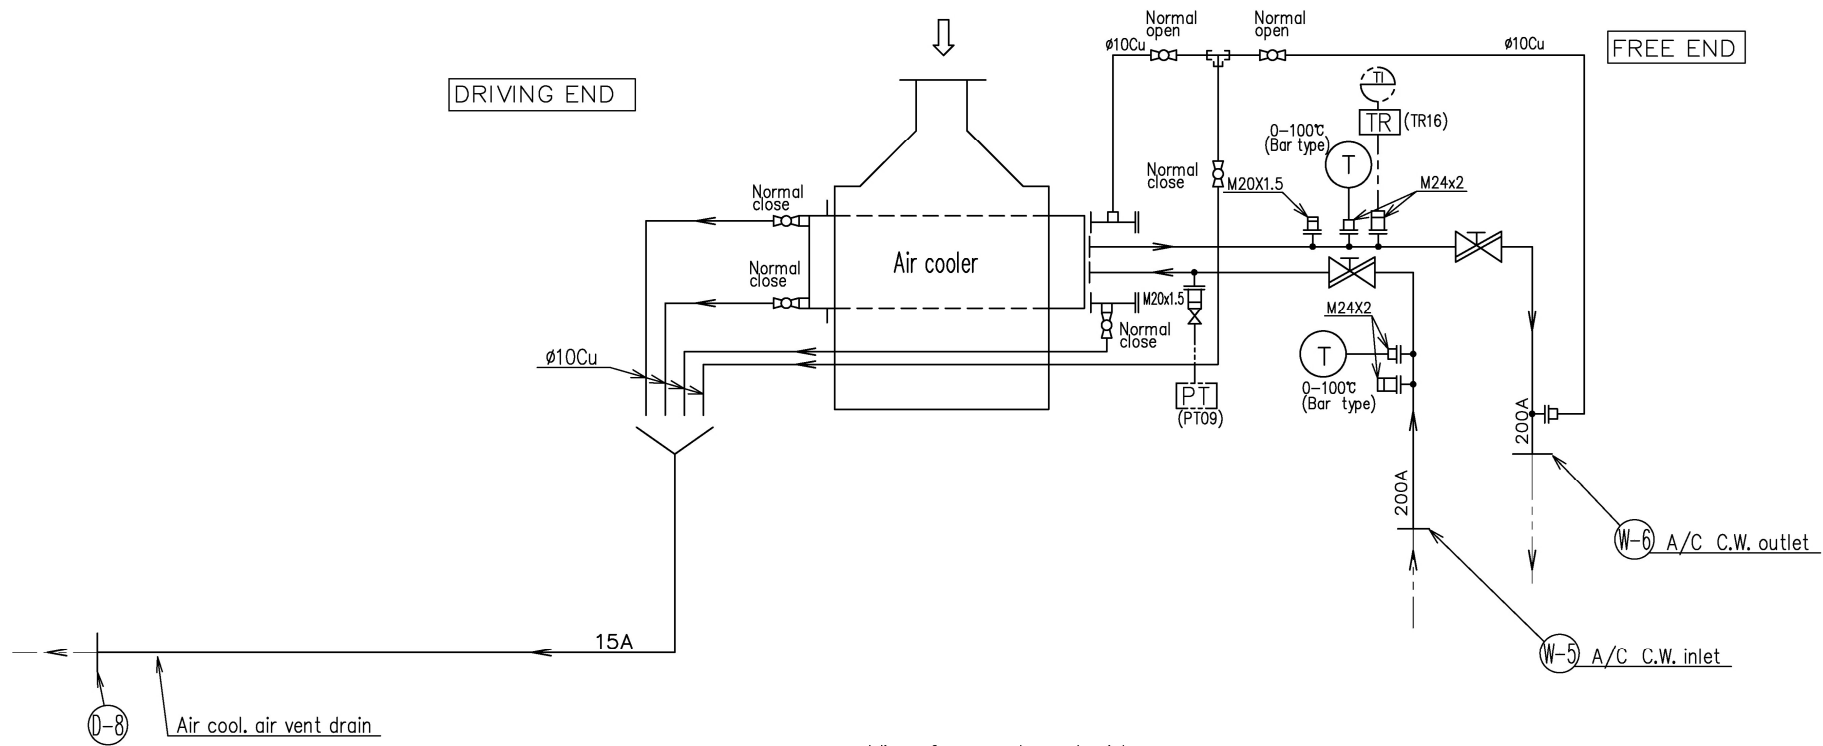 Normal
open
Normal
open
ø10Cu
ø10Cu
FREE END
DRIVING END
TI
TR
(TR16)
0-100℃
(Bar type)
T
Normal
close
M20X1.5
M24x2
Normal
close
Air cooler
Normal
close
M20x1.5
Normal
close
M24X2
ø10Cu
T
0-100℃
(Bar type)
PT
(PT09)
200A
200A
W-6
A/C C.W. outlet
15A
W-5
A/C C.W. inlet
D-8
Air cool. air vent drain